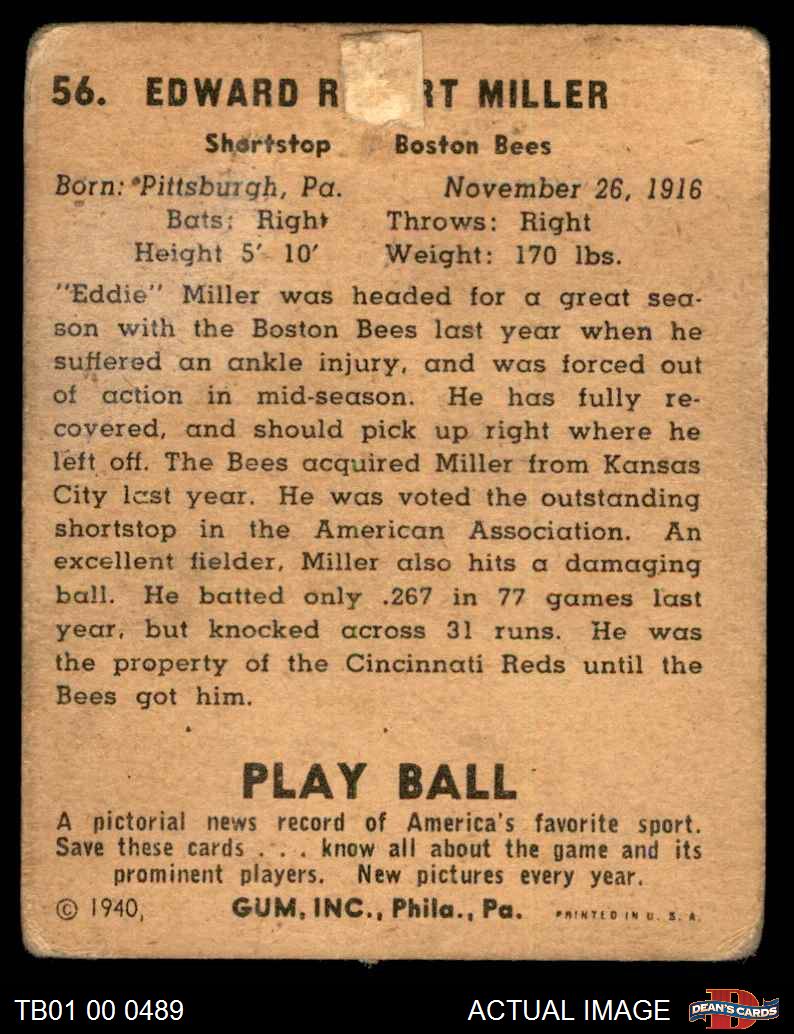 56. EDWARD R RT MILLER
Shortstop Boston Bees
Born: Pittsburgh, Pa. November 26, 1916
Bats: Right Throws: Right
Height 5' 10' Weight: 170 lbs.
"Eddie" Miller was headed for a great sea-
son with the Boston Bees last year when he
suffered an ankle injury, and was forced out
of action in mid-season. He has fully re-
covered, and should pick up right where he
left off. The Bees acquired Miller from Kansas
City last year. He was voted the outstanding
shortstop in the American Association. An
excellent fielder, Miller also hits a damaging
ball. He batted only .267 in 77 games last
year, but knocked across 31 runs. He was
the property of the Cincinnati Reds until the
Bees got him.
PLAY BALL
A pictorial news record of America's favorite sport.
Save these cards . . . know all about the game and its
prominent players. New pictures every year.
© 1940, GUM, INC., Phila., Pa. PRINTED IN U. S. A.
TB01 00 0489 ACTUAL IMAGE D DEAN'S CARDS